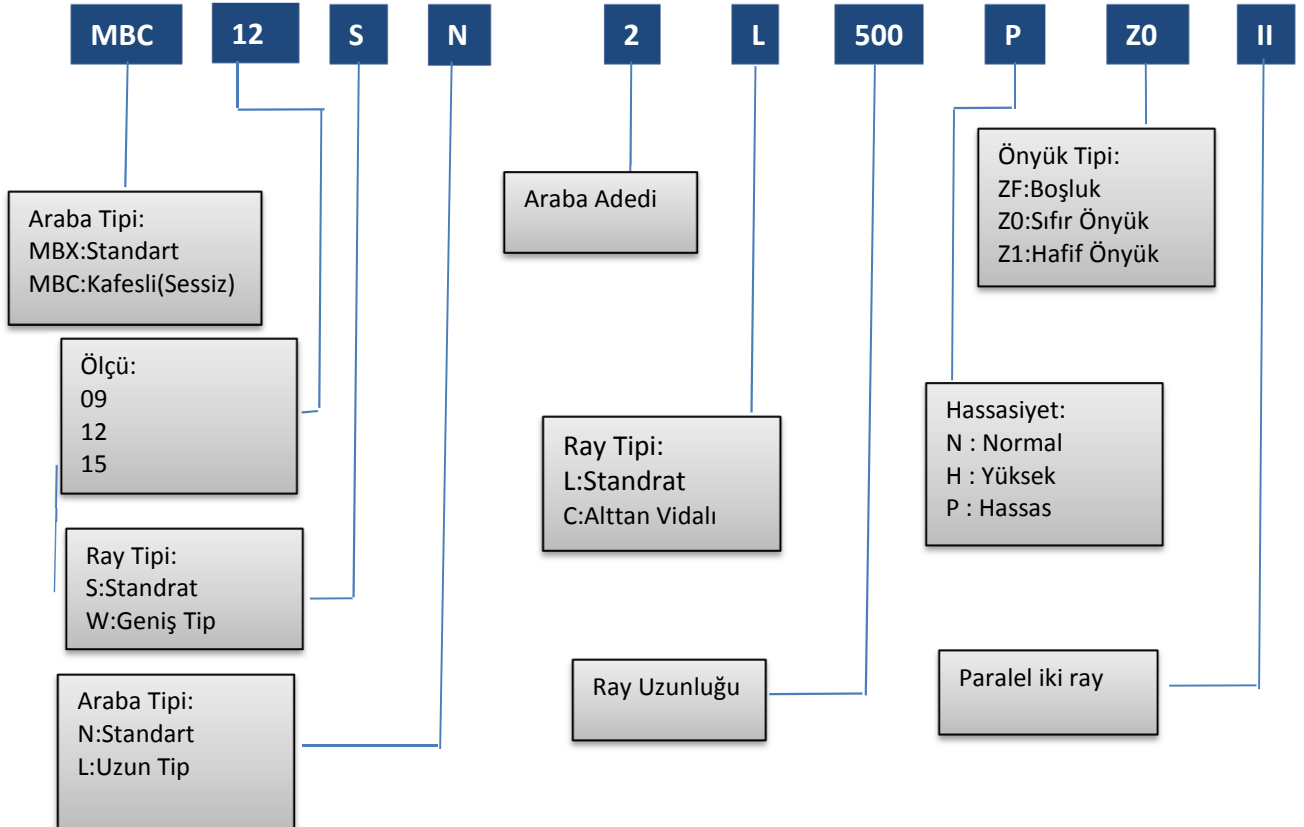 MBC 12 S N 2 L 500 P Z0 II
Araba Tipi:
MBX:Standart
MBC:Kafesli(Sessiz)
Ölçü:
09
12
15
Ray Tipi:
S:Standrat
W:Geniş Tip
Araba Tipi:
N:Standart
L:Uzun Tip
Araba Adedi
Ray Tipi:
L:Standrat
C:Alttan Vidalı
Ray Uzunluğu
Önyük Tipi:
ZF:Boşluk
Z0:Sıfır Önyük
Z1:Hafif Önyük
Hassasiyet:
N : Normal
H : Yüksek
P : Hassas
Paralel iki ray